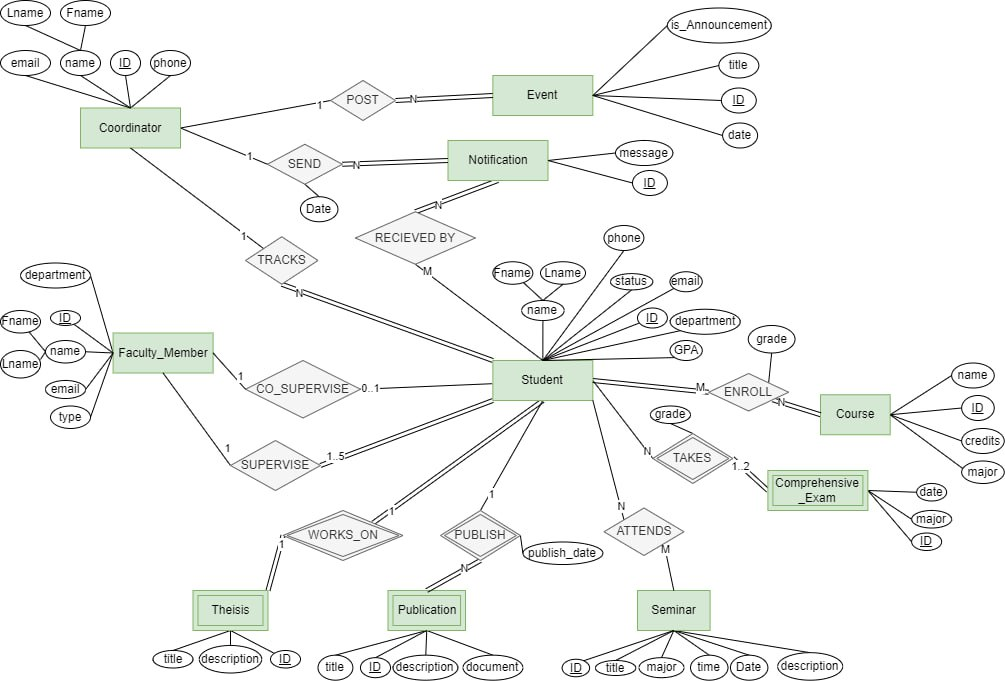 Lname
Fname
is_Announcement
email
name
ID
phone
title
POST
1
N
Event
ID
Coordinator
date
1
SEND
N
Notification
message
ID
Date
N
RECIEVED BY
M
1
TRACKS
N
phone
Fname
Lname
status
email
name
ID
department
GPA
department
Fname
ID
name
Lname
email
type
Faculty_Member
1
CO_SUPERVISE
0..1
Student
grade
M
ENROLL
N
Course
name
ID
credits
major
1
SUPERVISE
1..5
grade
N
TAKES
1..2
Comprehensive
_Exam
date
major
ID
WORKS_ON
1
1
1
PUBLISH
publish_date
N
N
ATTENDS
M
Theisis
Publication
Seminar
title
description
ID
title
ID
description
document
ID
title
major
time
Date
description